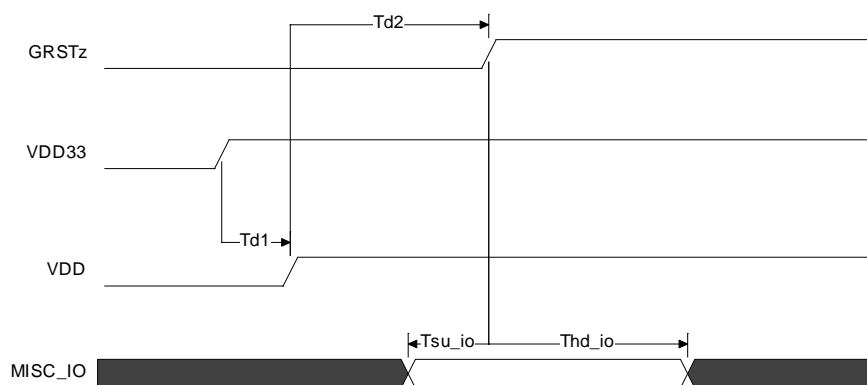 Td2
GRSTz
VDD33
Td1
VDD
Tsu_io
Thd_io
MISC_IO